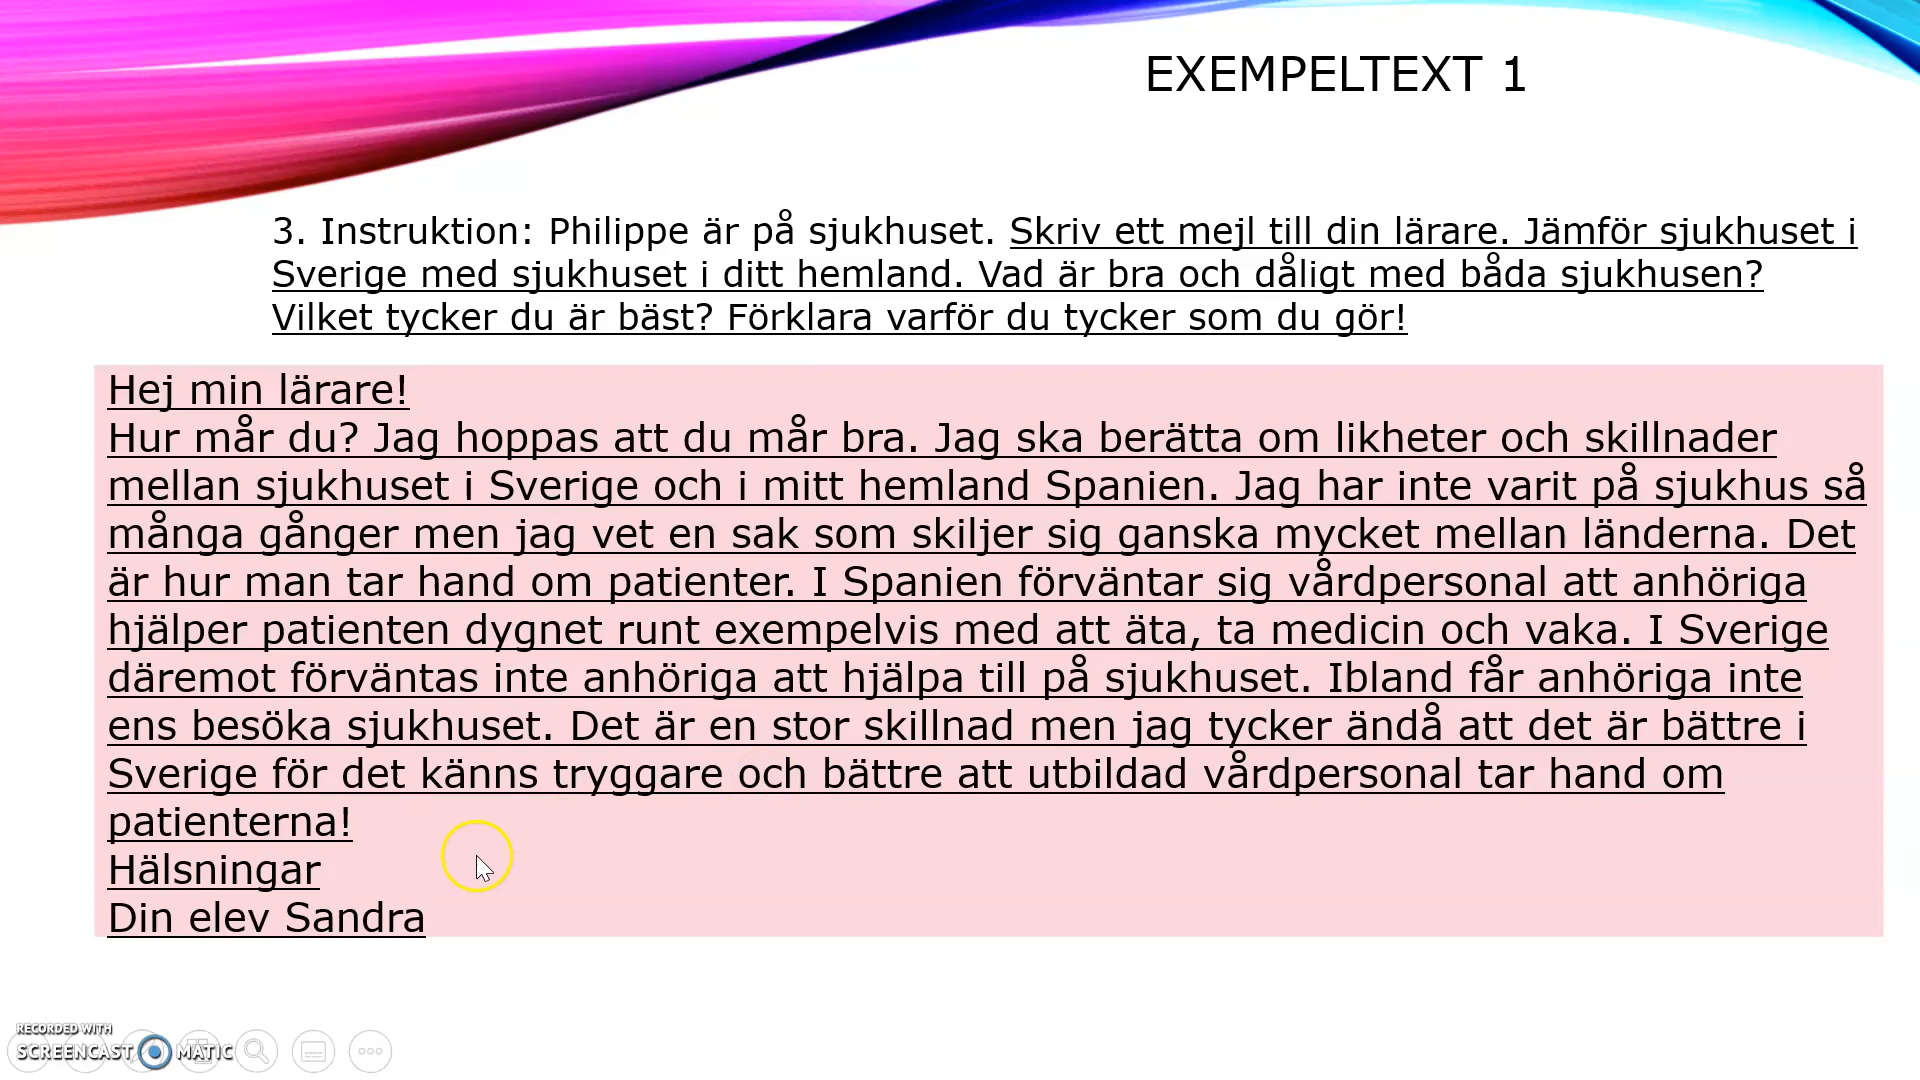 EXEMPELTEXT 1
3. Instruktion: Philippe är på sjukhuset. Skriv ett mejl till din lärare. Jämför sjukhuset i
Sverige med sjukhuset i ditt hemland. Vad är bra och dåligt med båda sjukhusen?
Vilket tycker du är bäst? Förklara varför du tycker som du gör!
Hej min lärare!
Hur mår du? Jag hoppas att du mår bra. Jag ska berätta om likheter och skillnader
mellan sjukhuset i Sverige och i mitt hemland Spanien. Jag har inte varit på sjukhus så
många gånger men jag vet en sak som skiljer sig ganska mycket mellan länderna. Det
är hur man tar hand om patienter. I Spanien förväntar sig vårdpersonal att anhöriga
hjälper patienten dygnet runt exempelvis med att äta, ta medicin och vaka. I Sverige
däremot förväntas inte anhöriga att hjälpa till på sjukhuset. Ibland får anhöriga inte
ens besöka sjukhuset. Det är en stor skillnad men jag tycker ändå att det är bättre i
Sverige för det känns tryggare och bättre att utbildad vårdpersonal tar hand om
patienterna!
Hälsningar
Din elev Sandra
RECORDED WITH
SCREENCAST MATIC